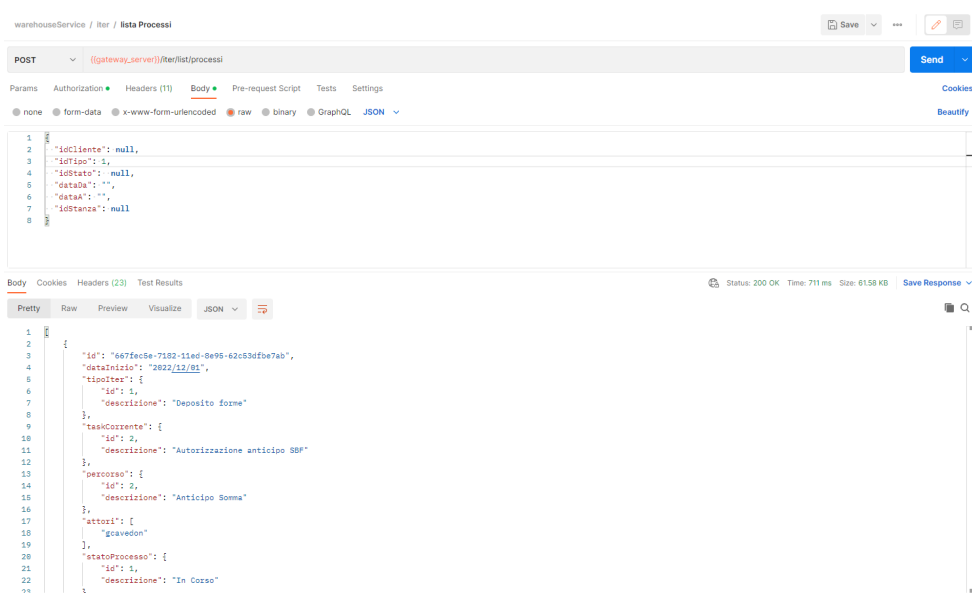 warehouseService / iter / lista Processi
Save
POST
{{gateway_server}}/iter/list/processi
Send
Params Authorization Headers (11) Body Pre-request Script Tests Settings
Cookies
none form-data x-www-form-urlencoded raw binary GraphQL JSON
Beautify
1 {
2 "idCliente": null,
3 "idTipo": 1,
4 "idStato": null,
5 "dataDa": "",
6 "dataA": "",
7 "idStanza": null
8 }
Body Cookies Headers (23) Test Results
Status: 200 OK Time: 711 ms Size: 61.58 KB Save Response
Pretty Raw Preview Visualize JSON
1 [
2 {
3 "id": "667fec5e-7182-11ed-8e95-62c53dfbe7ab",
4 "dataInizio": "2022/12/01",
5 "tipoIter": {
6 "id": 1,
7 "descrizione": "Deposito forme"
8 },
9 "taskCorrente": {
10 "id": 2,
11 "descrizione": "Autorizzazione anticipo SBF"
12 },
13 "percorso": {
14 "id": 2,
15 "descrizione": "Anticipo Somma"
16 },
17 "attori": [
18 "gcavedon"
19 ],
20 "statoProcesso": {
21 "id": 1,
22 "descrizione": "In Corso"
23 }